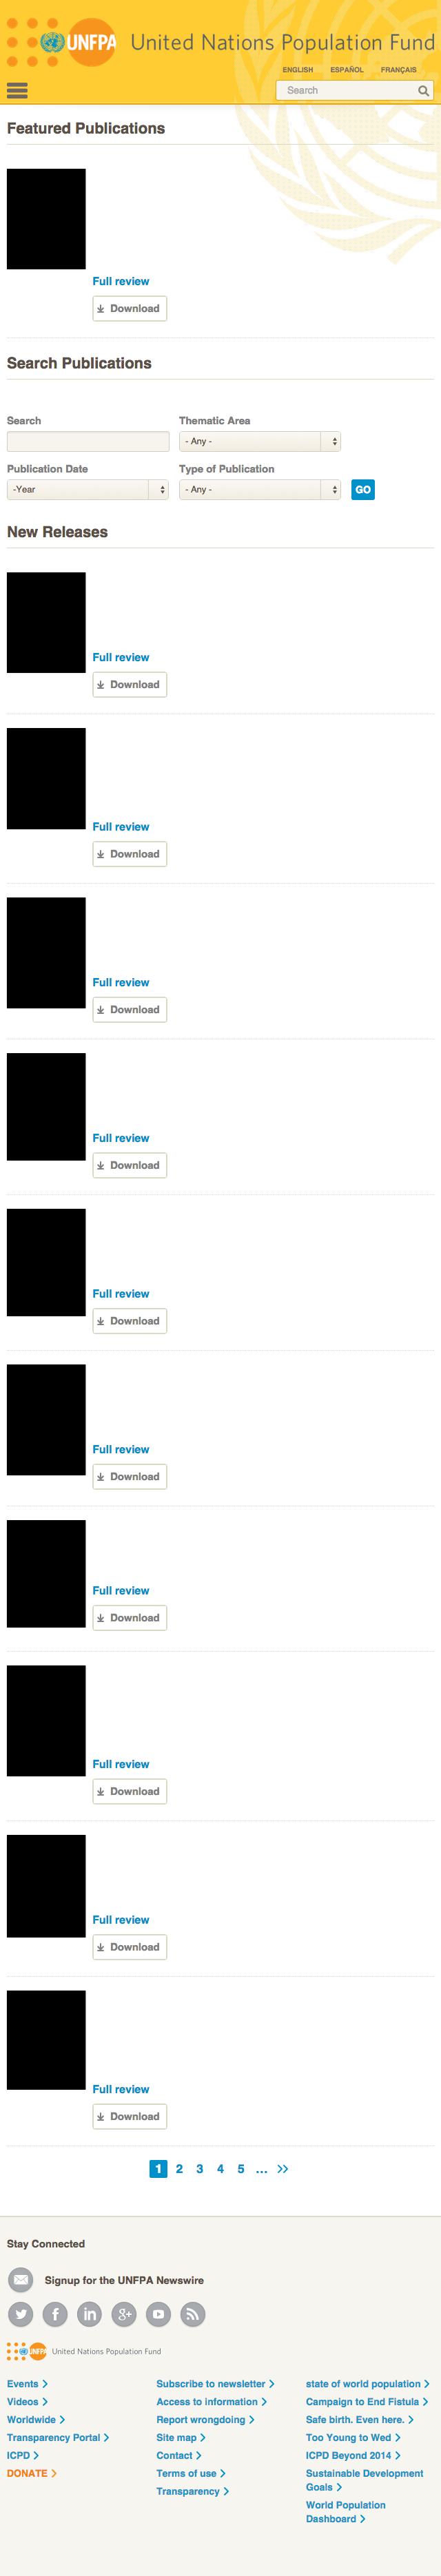 UNFPA United Nations Population Fund
ENGLISH ESPAÑOL FRANÇAIS
Search
Featured Publications
Full review
Download
Search Publications
Search Thematic Area
- Any -
Publication Date Type of Publication
-Year - Any - GO
New Releases
Full review
Download
Full review
Download
Full review
Download
Full review
Download
Full review
Download
Full review
Download
Full review
Download
Full review
Download
Full review
Download
Full review
Download
1 2 3 4 5 ... >>
Stay Connected
Signup for the UNFPA Newswire
UNFPA United Nations Population Fund
Events
Videos
Worldwide
Transparency Portal
ICPD
DONATE
Subscribe to newsletter
Access to information
Report wrongdoing
Site map
Contact
Terms of use
Transparency
state of world population
Campaign to End Fistula
Safe birth. Even here.
Too Young to Wed
ICPD Beyond 2014
Sustainable Development
Goals
World Population
Dashboard